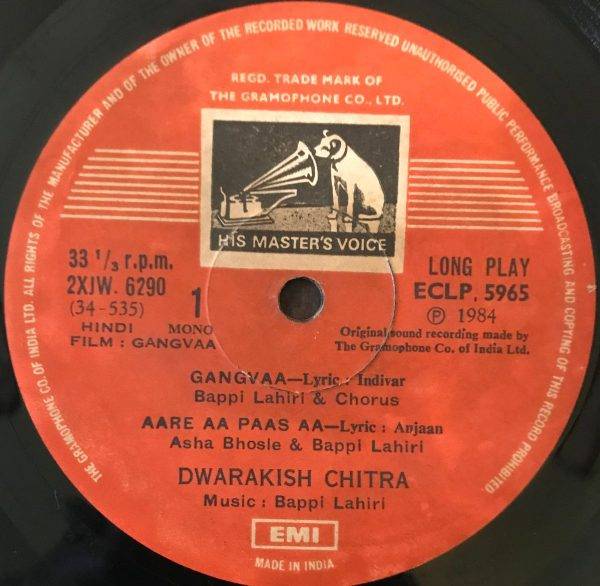 THE GRAMOPHONE CO. OF INDIA LTD. ALL RIGHTS OF THE MANUFACTURER AND OF THE OWNER OF THE RECORDED WORK RESERVED UNAUTHORISED PUBLIC PERFORMANCE BROADCASTING AND COPYING OF THIS RECORD PROHIBITED
REGD. TRADE MARK OF
THE GRAMOPHONE CO., LTD.
HIS MASTER'S VOICE
33 1/3 r.p.m.
2XJW. 6290
(34-535)
1
HINDI MONO
FILM : GANGVAA
LONG PLAY
ECLP. 5965
Ⓟ 1984
Original sound recording made by
The Gramophone Co. of India Ltd.
GANGVAA—Lyric : Indivar
Bappi Lahiri & Chorus
AARE AA PAAS AA—Lyric : Anjaan
Asha Bhosle & Bappi Lahiri
DWARAKISH CHITRA
Music : Bappi Lahiri
EMI
MADE IN INDIA